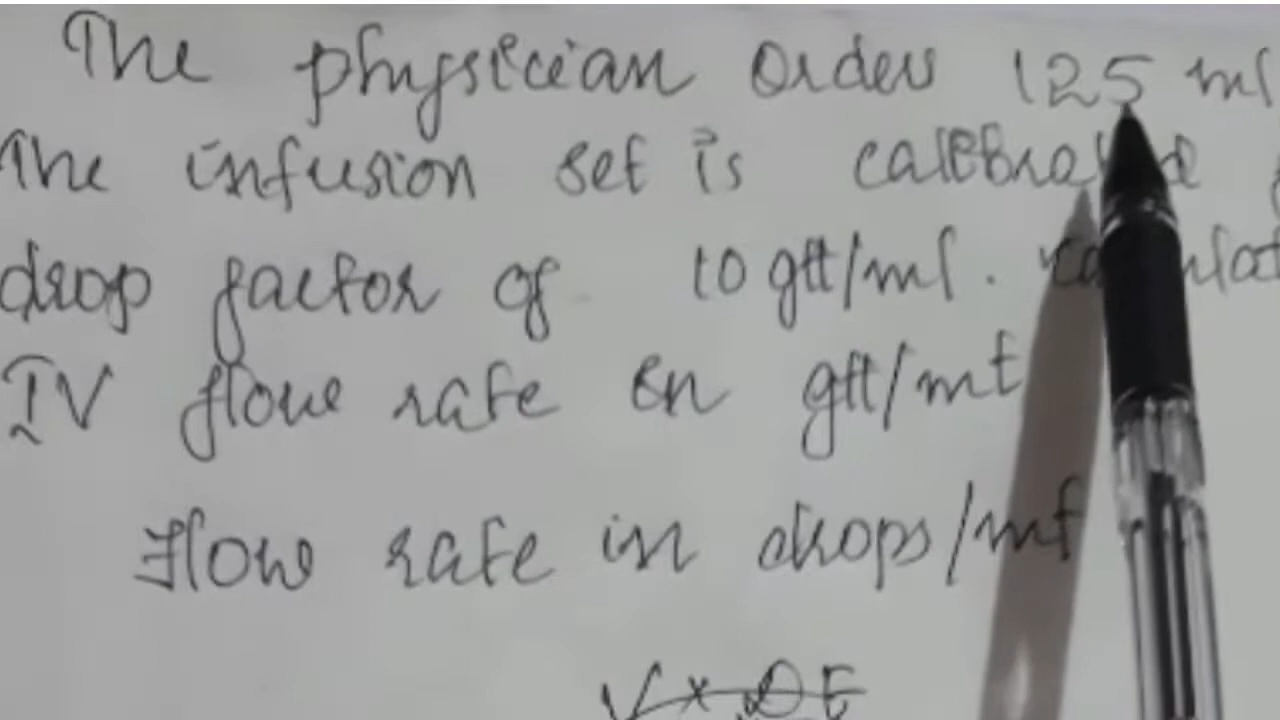 The physician order 125 ml
The infusion set is
drop factor of 10 gtt/ml.
IV flow rate in gtt/mt
Flow rate in drops/mt
V × DF